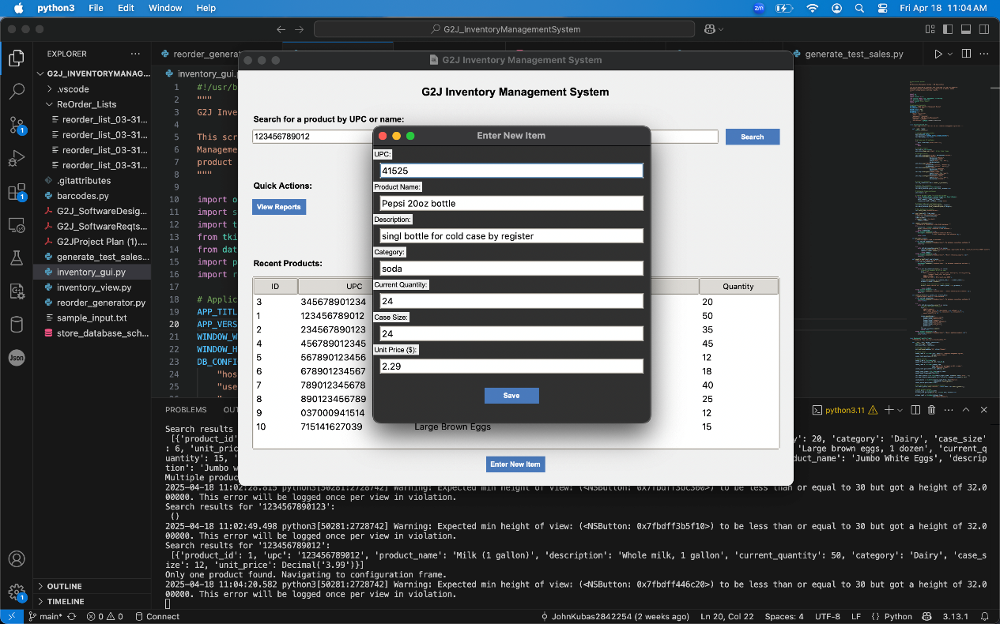 python3 File Edit Window Help
zm Fri Apr 18 11:04 AM
G2J_InventoryManagementSystem
EXPLORER
reorder_genera
generate_test_sales.py
G2J_INVENTORYMANAG...
.vscode
ReOrder_Lists
reorder_list_03-31...
reorder_list_03-31...
reorder_list_03-31...
reorder_list_03-31...
.gitattributes
barcodes.py
G2J_SoftwareDesig...
G2J_SoftwareReqts...
G2JProject Plan (1)....
generate_test_sales...
inventory_gui.py
inventory_view.py
reorder_generator.py
sample_input.txt
store_database_sch...
OUTLINE
TIMELINE
1
1
Json
1
inventory_gui.
1 #!/usr/b
2 """
3 G2J Inve
4
5 This scr
6 Manageme
7 product
8 """
9
10 import o
11 import s
12 import t
13 from tki
14 from dat
15 import p
16 import r
17
18 # Applic
19 APP_TITL
20 APP_VERS
21 WINDOW_W
22 WINDOW_H
23 DB_CONFI
24 "hos
25 "use
G2J Inventory Management System
G2J Inventory Management System
Search for a product by UPC or name:
123456789012
Search
Quick Actions:
View Reports
Recent Products:
ID UPC Quantity
3 345678901234 20
1 123456789012 50
2 234567890123 35
4 456789012345 45
5 567890123456 12
6 678901234567 18
7 789012345678 40
8 890123456789 25
9 037000941514 12
10 715141627039 Large Brown Eggs 15
Enter New Item
Enter New Item
UPC:
41525
Product Name:
Pepsi 20oz bottle
Description:
singl bottle for cold case by register
Category:
soda
Current Quantity:
24
Case Size:
24
Unit Price ($):
2.29
Save
PROBLEMS OU
python3.11
Search results
[{'product_id' y': 20, 'category': 'Dairy', 'case_size'
: 6, 'unit_pric 'Large brown eggs, 1 dozen', 'current_q
uantity': 15, ' duct_name': 'Jumbo White Eggs', 'descrip
tion': 'Jumbo w
Multiple produc
2025-04-18 11:02:28.815 python3[50281:2728742] Warning: Expected min height of view: (<NSButton: 0x7fbdff3bc360>) to be less than or equal to 30 but got a height of 32.0
00000. This error will be logged once per view in violation.
Search results for '1234567890123':
()
2025-04-18 11:02:49.498 python3[50281:2728742] Warning: Expected min height of view: (<NSButton: 0x7fbdff3b5f10>) to be less than or equal to 30 but got a height of 32.0
00000. This error will be logged once per view in violation.
Search results for '123456789012':
[{'product_id': 1, 'upc': '123456789012', 'product_name': 'Milk (1 gallon)', 'description': 'Whole milk, 1 gallon', 'current_quantity': 50, 'category': 'Dairy', 'case_s
ize': 12, 'unit_price': Decimal('3.99')}]
Only one product found. Navigating to configuration frame.
2025-04-18 11:04:20.582 python3[50281:2728742] Warning: Expected min height of view: (<NSButton: 0x7fbdff446c20>) to be less than or equal to 30 but got a height of 32.0
00000. This error will be logged once per view in violation.
main* 0 0 Connect JohnKubas2842254 (2 weeks ago) Ln 20, Col 22 Spaces: 4 UTF-8 LF {} Python 3.13.1